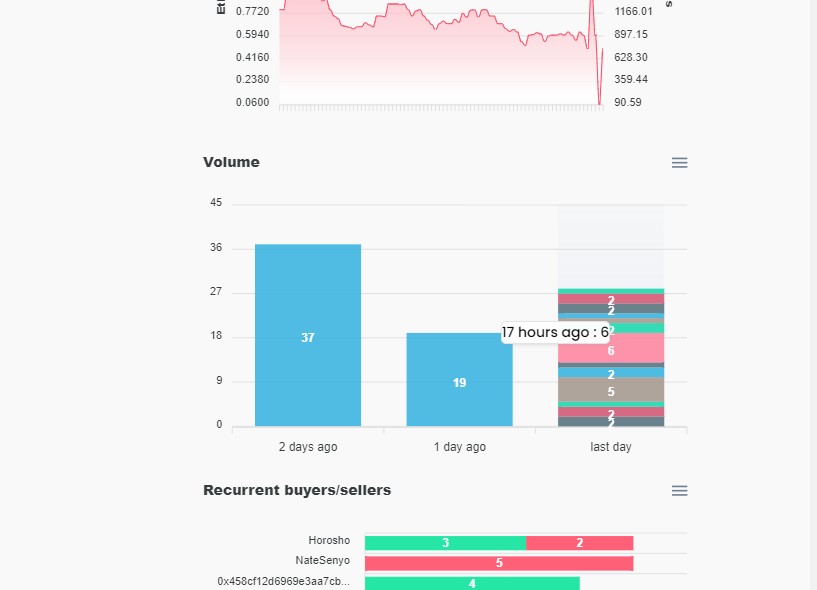 Et
s
0.7720
1166.01
0.5940
897.15
0.4160
628.30
0.2380
359.44
0.0600
90.59
Volume
45
36
27
18
9
0
37
19
2
2
2
6
2
5
2
2
17 hours ago : 6
2 days ago
1 day ago
last day
Recurrent buyers/sellers
Horosho
3
2
NateSenyo
5
0x458cf12d6969e3aa7cb...
4